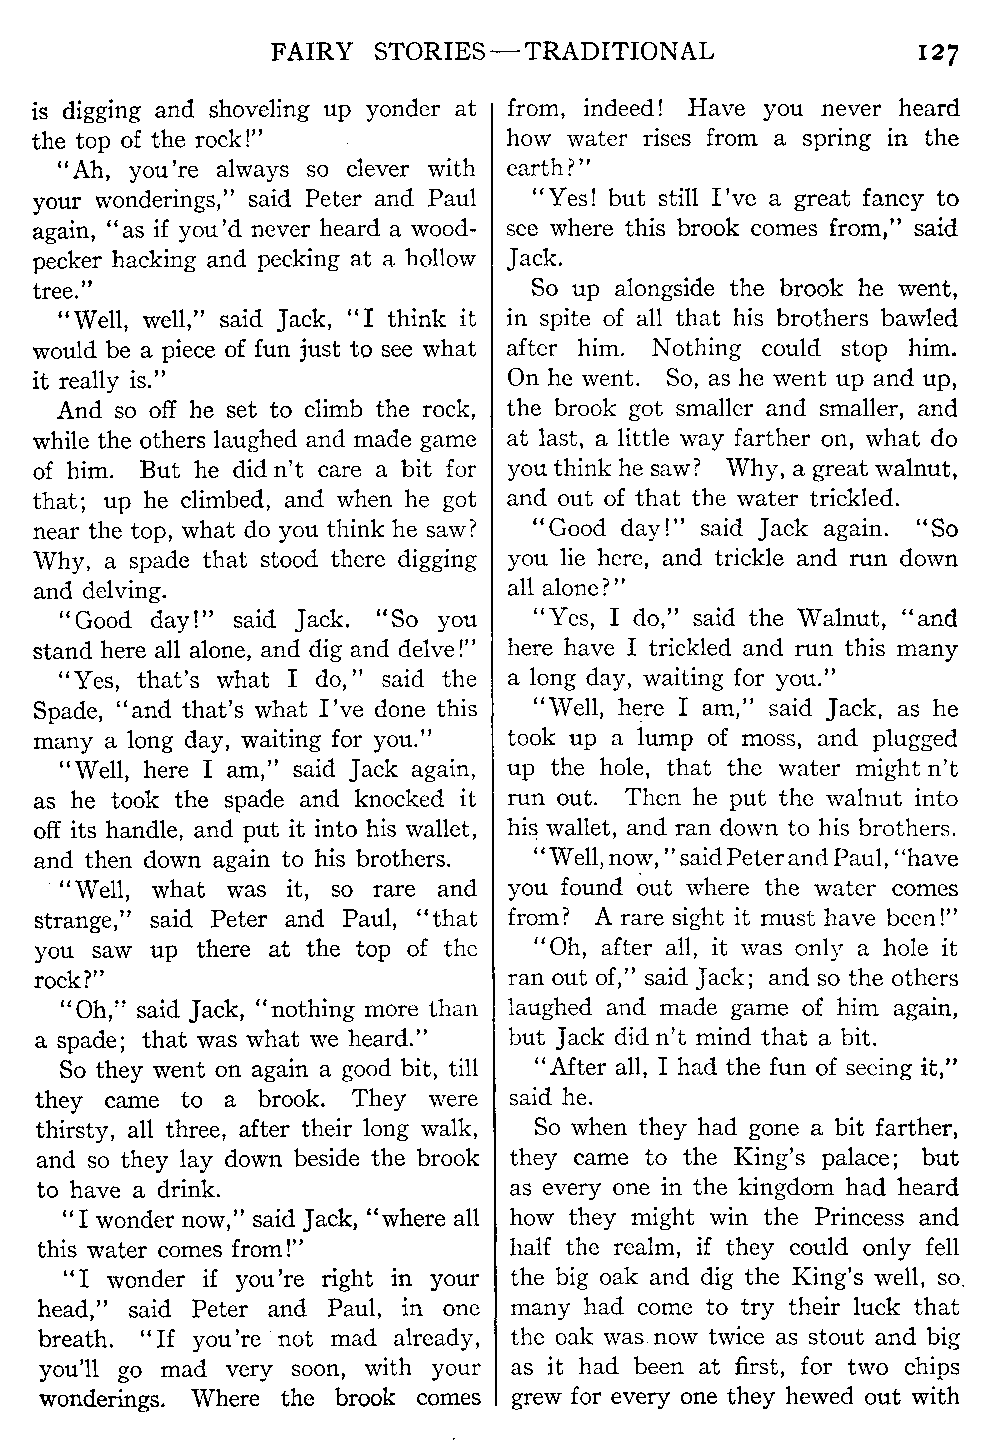 FAIRY STORIES—TRADITIONAL 127
is digging and shoveling up yonder at
the top of the rock!"
"Ah, you're always so clever with
your wonderings," said Peter and Paul
again, "as if you'd never heard a wood-
pecker hacking and pecking at a hollow
tree."
"Well, well," said Jack, "I think it
would be a piece of fun just to see what
it really is."
And so off he set to climb the rock,
while the others laughed and made game
of him. But he did n't care a bit for
that; up he climbed, and when he got
near the top, what do you think he saw?
Why, a spade that stood there digging
and delving.
"Good day!" said Jack. "So you
stand here all alone, and dig and delve!"
"Yes, that's what I do," said the
Spade, "and that's what I've done this
many a long day, waiting for you."
"Well, here I am," said Jack again,
as he took the spade and knocked it
off its handle, and put it into his wallet,
and then down again to his brothers.
"Well, what was it, so rare and
strange," said Peter and Paul, "that
you saw up there at the top of the
rock?"
"Oh," said Jack, "nothing more than
a spade; that was what we heard."
So they went on again a good bit, till
they came to a brook. They were
thirsty, all three, after their long walk,
and so they lay down beside the brook
to have a drink.
"I wonder now," said Jack, "where all
this water comes from!"
"I wonder if you're right in your
head," said Peter and Paul, in one
breath. "If you're not mad already,
you'll go mad very soon, with your
wonderings. Where the brook comes
from, indeed! Have you never heard
how water rises from a spring in the
earth?"
"Yes! but still I've a great fancy to
see where this brook comes from," said
Jack.
So up alongside the brook he went,
in spite of all that his brothers bawled
after him. Nothing could stop him.
On he went. So, as he went up and up,
the brook got smaller and smaller, and
at last, a little way farther on, what do
you think he saw? Why, a great walnut,
and out of that the water trickled.
"Good day!" said Jack again. "So
you lie here, and trickle and run down
all alone?"
"Yes, I do," said the Walnut, "and
here have I trickled and run this many
a long day, waiting for you."
"Well, here I am," said Jack, as he
took up a lump of moss, and plugged
up the hole, that the water might n't
run out. Then he put the walnut into
his wallet, and ran down to his brothers.
"Well, now," said Peter and Paul, "have
you found out where the water comes
from? A rare sight it must have been!"
"Oh, after all, it was only a hole it
ran out of," said Jack; and so the others
laughed and made game of him again,
but Jack did n't mind that a bit.
"After all, I had the fun of seeing it,"
said he.
So when they had gone a bit farther,
they came to the King's palace; but
as every one in the kingdom had heard
how they might win the Princess and
half the realm, if they could only fell
the big oak and dig the King's well, so
many had come to try their luck that
the oak was now twice as stout and big
as it had been at first, for two chips
grew for every one they hewed out with